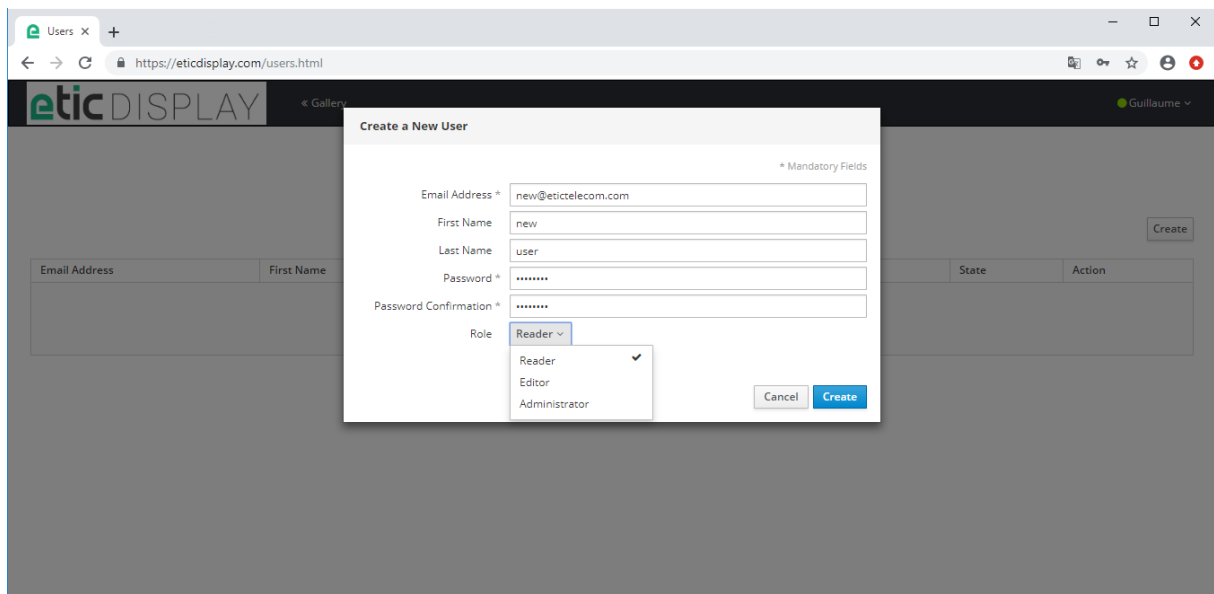 Users
https://eticdisplay.com/users.html
eticDISPLAY
« Gallery
Guillaume
Create a New User
* Mandatory Fields
Email Address *
new@etictelecom.com
First Name
new
Last Name
user
Password *
••••••••
Password Confirmation *
••••••••
Role
Reader
Reader
Editor
Administrator
Cancel
Create
Create
Email Address
First Name
State
Action